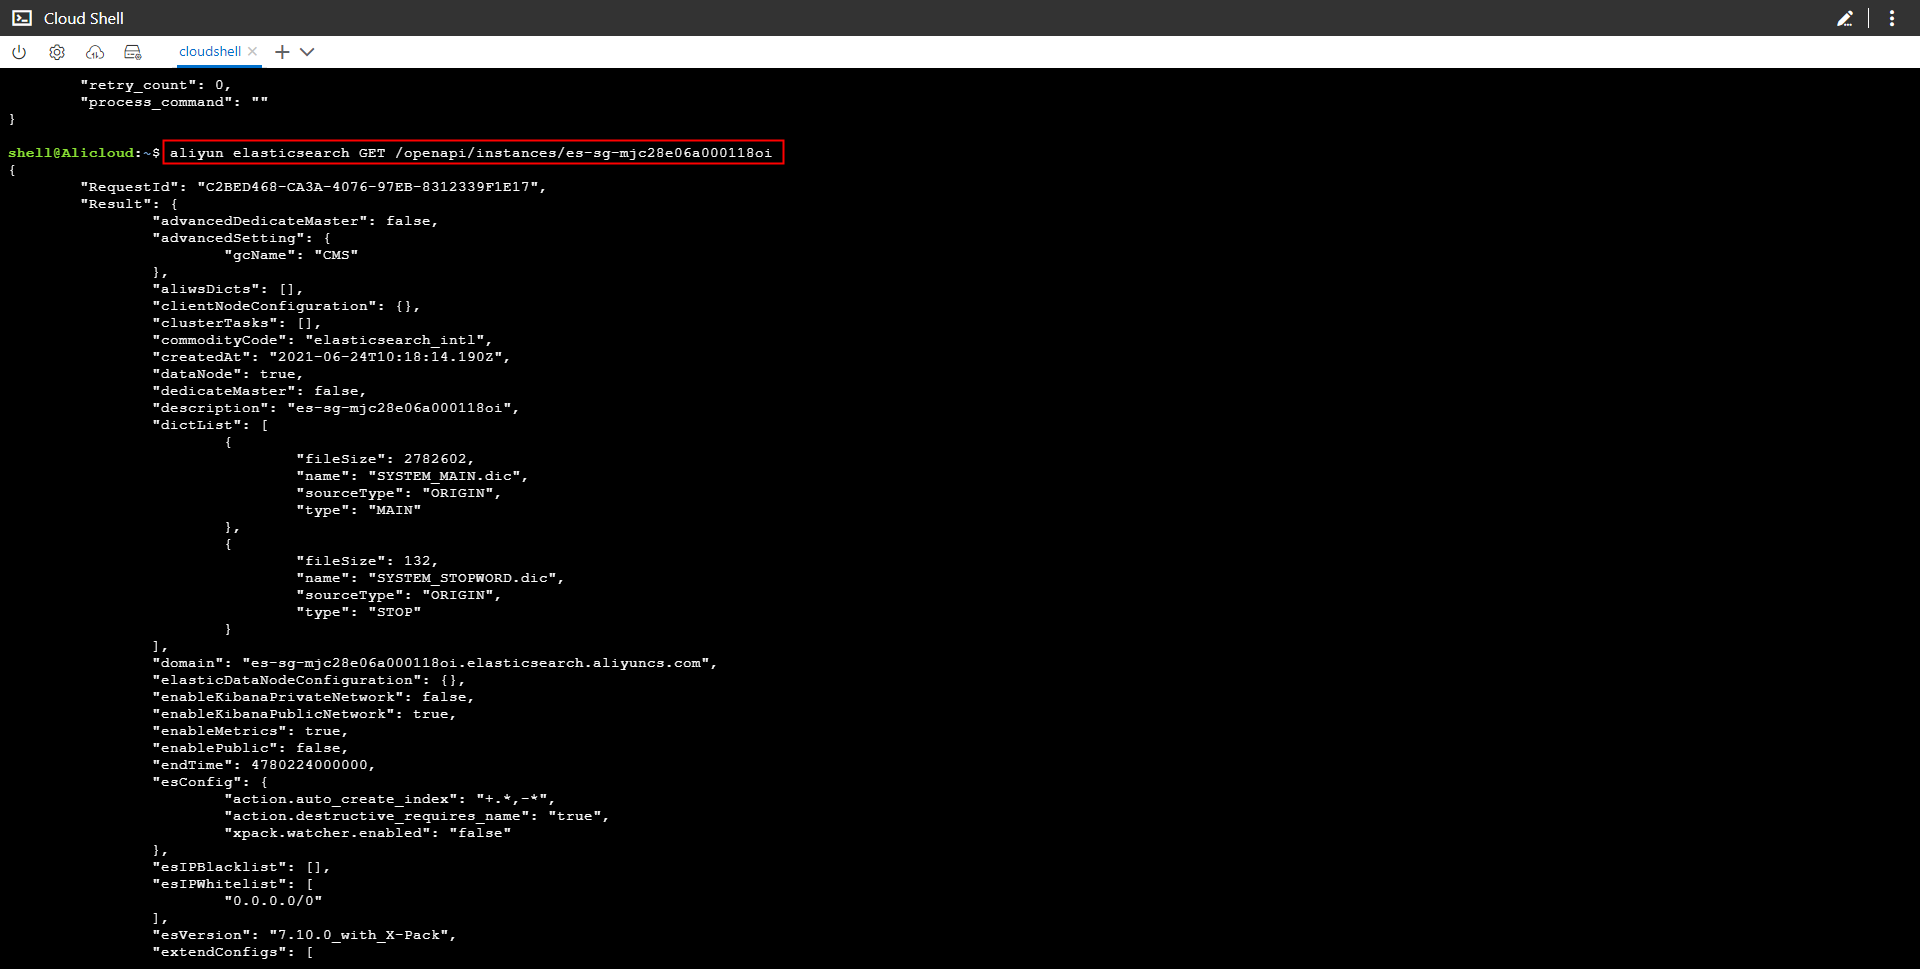 Cloud Shell
cloudshell
"retry_count": 0,
"process_command": ""
}
shell@Alicloud:~$ aliyun elasticsearch GET /openapi/instances/es-sg-mjc28e06a000118oi
{
"RequestId": "C2BED468-CA3A-4076-97EB-8312339F1E17",
"Result": {
"advancedDedicateMaster": false,
"advancedSetting": {
"gcName": "CMS"
},
"aliwsDicts": [],
"clientNodeConfiguration": {},
"clusterTasks": [],
"commodityCode": "elasticsearch_intl",
"createdAt": "2021-06-24T10:18:14.190Z",
"dataNode": true,
"dedicateMaster": false,
"description": "es-sg-mjc28e06a000118oi",
"dictList": [
{
"fileSize": 2782602,
"name": "SYSTEM_MAIN.dic",
"sourceType": "ORIGIN",
"type": "MAIN"
},
{
"fileSize": 132,
"name": "SYSTEM_STOPWORD.dic",
"sourceType": "ORIGIN",
"type": "STOP"
}
],
"domain": "es-sg-mjc28e06a000118oi.elasticsearch.aliyuncs.com",
"elasticDataNodeConfiguration": {},
"enableKibanaPrivateNetwork": false,
"enableKibanaPublicNetwork": true,
"enableMetrics": true,
"enablePublic": false,
"endTime": 4780224000000,
"esConfig": {
"action.auto_create_index": "+.*,-*",
"action.destructive_requires_name": "true",
"xpack.watcher.enabled": "false"
},
"esIPBlacklist": [],
"esIPWhitelist": [
"0.0.0.0/0"
],
"esVersion": "7.10.0_with_X-Pack",
"extendConfigs": [